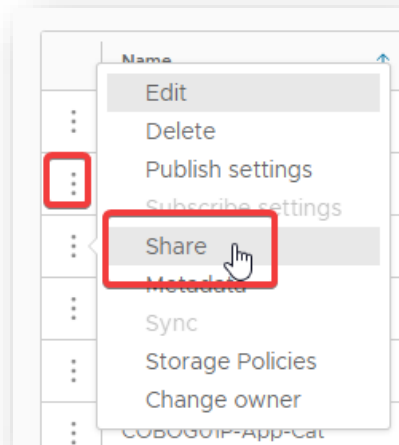 Name
Edit
Delete
Publish settings
Subscribe settings
Share
Metadata
Sync
Storage Policies
Change owner
COBOG01P-App-Cat